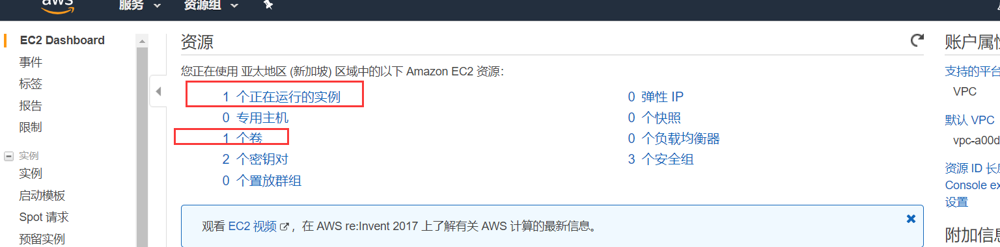 aws 服务 资源组
EC2 Dashboard
事件
标签
报告
限制
实例
实例
启动模板
Spot 请求
预留实例
资源
您正在使用 亚太地区 (新加坡) 区域中的以下 Amazon EC2 资源：
1 个正在运行的实例
0 弹性 IP
0 专用主机
0 个快照
1 个卷
0 个负载均衡器
2 个密钥对
3 个安全组
0 个置放群组
观看 EC2 视频 ，在 AWS re:Invent 2017 上了解有关 AWS 计算的最新信息。
账户属性
支持的平台
VPC
默认 VPC
vpc-a00d
资源 ID 长度
Console ex
设置
附加信息